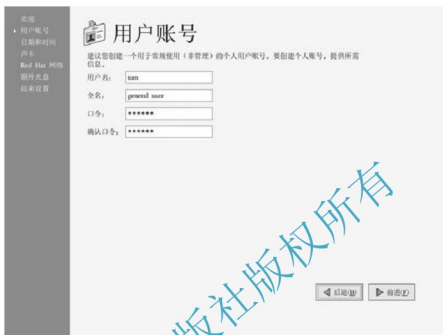 欢迎
用户账号
日期和时间
声卡
Red Hat 网络
额外光盘
结束设置
用户账号
建议您创建一个用于常规使用（非管理）的个人用户账号。要创建个人账号，提供所需
信息。
用户名： tom
全名： general user
口令： ******
确认口令： ******
后退(B) 前进(F)
版社版权所有